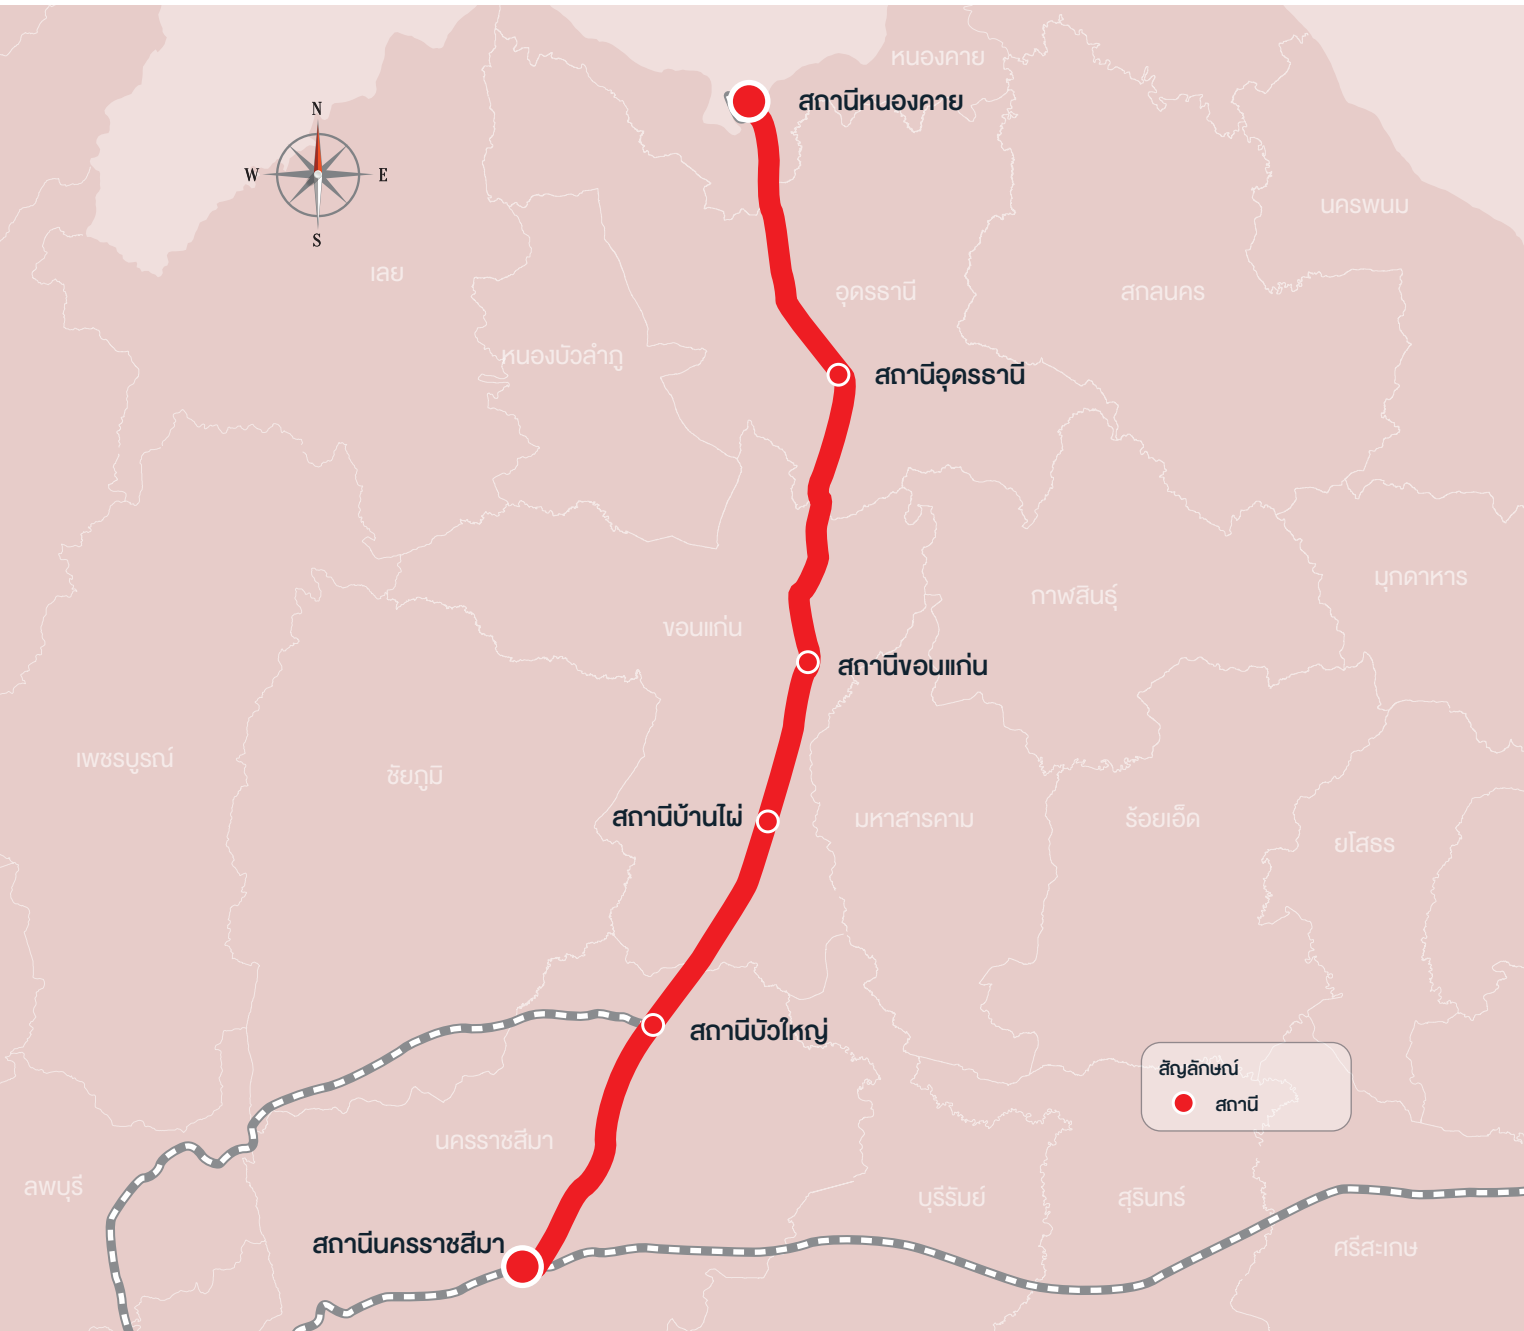 หนองคาย
สถานีหนองคาย
N
W
E
S
นครพนม
เลย
อุดรธานี
สกลนคร
หนองบัวลำภู
สถานีอุดรธานี
มุกดาหาร
กาฬสินธุ์
ขอนแก่น
สถานีขอนแก่น
เพชรบูรณ์
ชัยภูมิ
สถานีบ้านไผ่
มหาสารคาม
ร้อยเอ็ด
ยโสธร
สถานีบัวใหญ่
สัญลักษณ์
สถานี
นครราชสีมา
ลพบุรี
บุรีรัมย์
สุรินทร์
สถานีนครราชสีมา
ศรีสะเกษ